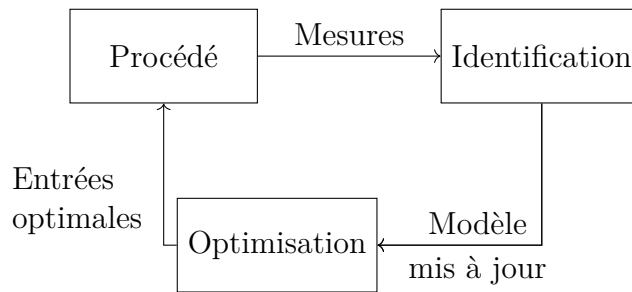 Procédé
Mesures
Identification
Entrées
optimales
Optimisation
Modèle
mis à jour